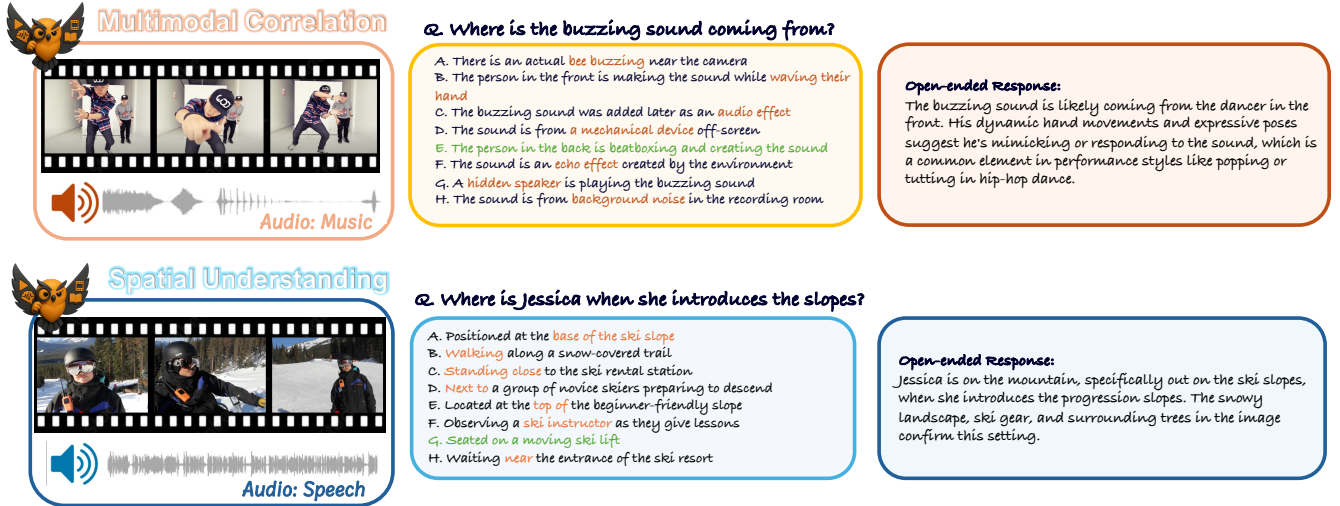 Multimodal Correlation
Audio: Music
Q. Where is the buzzing sound coming from?
A. There is an actual bee buzzing near the camera
B. The person in the front is making the sound while waving their
hand
C. The buzzing sound was added later as an audio effect
D. The sound is from a mechanical device off-screen
E. The person in the back is beatboxing and creating the sound
F. The sound is an echo effect created by the environment
G. A hidden speaker is playing the buzzing sound
H. The sound is from background noise in the recording room
Open-ended Response:
The buzzing sound is likely coming from the dancer in the
front. His dynamic hand movements and expressive poses
suggest he's mimicking or responding to the sound, which is
a common element in performance styles like popping or
tutting in hip-hop dance.
Spatial Understanding
Audio: Speech
Q. Where is Jessica when she introduces the slopes?
A. Positioned at the base of the ski slope
B. Walking along a snow-covered trail
C. Standing close to the ski rental station
D. Next to a group of novice skiers preparing to descend
E. Located at the top of the beginner-friendly slope
F. Observing a ski instructor as they give lessons
G. Seated on a moving ski lift
H. Waiting near the entrance of the ski resort
Open-ended Response:
Jessica is on the mountain, specifically out on the ski slopes,
when she introduces the progression slopes. The snowy
landscape, ski gear, and surrounding trees in the image
confirm this setting.